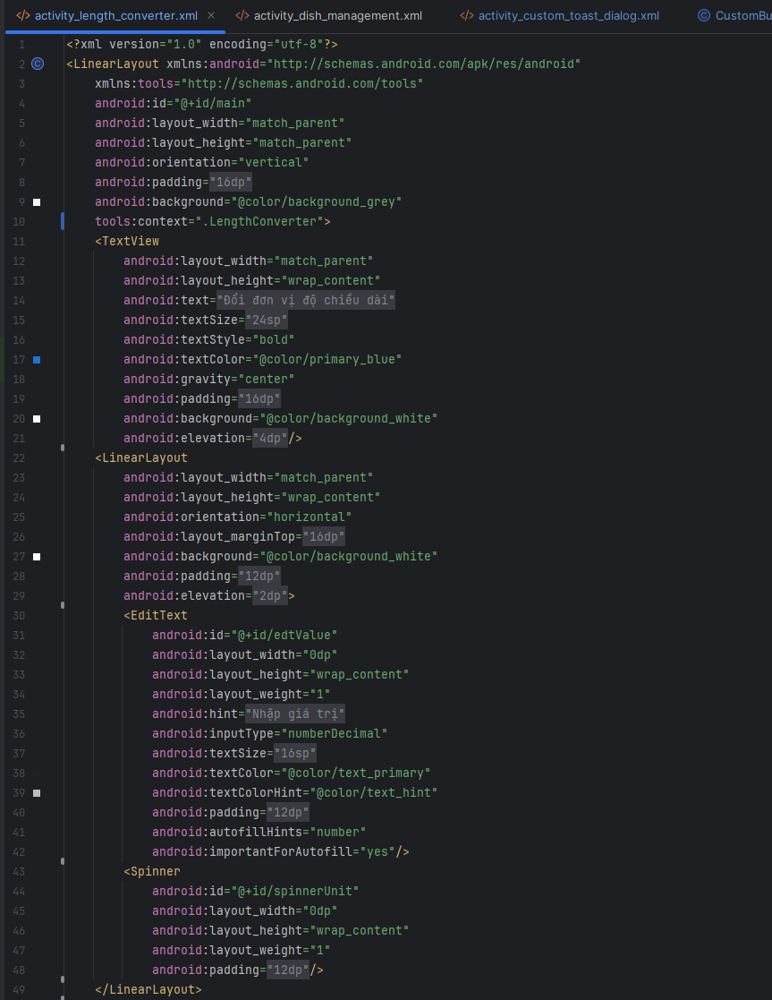 activity_length_converter.xml × activity_dish_management.xml activity_custom_toast_dialog.xml CustomBu
1 <?xml version="1.0" encoding="utf-8"?>
2 <LinearLayout xmlns:android="http://schemas.android.com/apk/res/android"
3 xmlns:tools="http://schemas.android.com/tools"
4 android:id="@+id/main"
5 android:layout_width="match_parent"
6 android:layout_height="match_parent"
7 android:orientation="vertical"
8 android:padding="16dp"
9 android:background="@color/background_grey"
10 tools:context=".LengthConverter">
11 <TextView
12 android:layout_width="match_parent"
13 android:layout_height="wrap_content"
14 android:text="Đổi đơn vị độ chiều dài"
15 android:textSize="24sp"
16 android:textStyle="bold"
17 android:textColor="@color/primary_blue"
18 android:gravity="center"
19 android:padding="16dp"
20 android:background="@color/background_white"
21 android:elevation="4dp"/>
22 <LinearLayout
23 android:layout_width="match_parent"
24 android:layout_height="wrap_content"
25 android:orientation="horizontal"
26 android:layout_marginTop="16dp"
27 android:background="@color/background_white"
28 android:padding="12dp"
29 android:elevation="2dp">
30 <EditText
31 android:id="@+id/edtValue"
32 android:layout_width="0dp"
33 android:layout_height="wrap_content"
34 android:layout_weight="1"
35 android:hint="Nhập giá trị"
36 android:inputType="numberDecimal"
37 android:textSize="16sp"
38 android:textColor="@color/text_primary"
39 android:textColorHint="@color/text_hint"
40 android:padding="12dp"
41 android:autofillHints="number"
42 android:importantForAutofill="yes"/>
43 <Spinner
44 android:id="@+id/spinnerUnit"
45 android:layout_width="0dp"
46 android:layout_height="wrap_content"
47 android:layout_weight="1"
48 android:padding="12dp"/>
49 </LinearLayout>